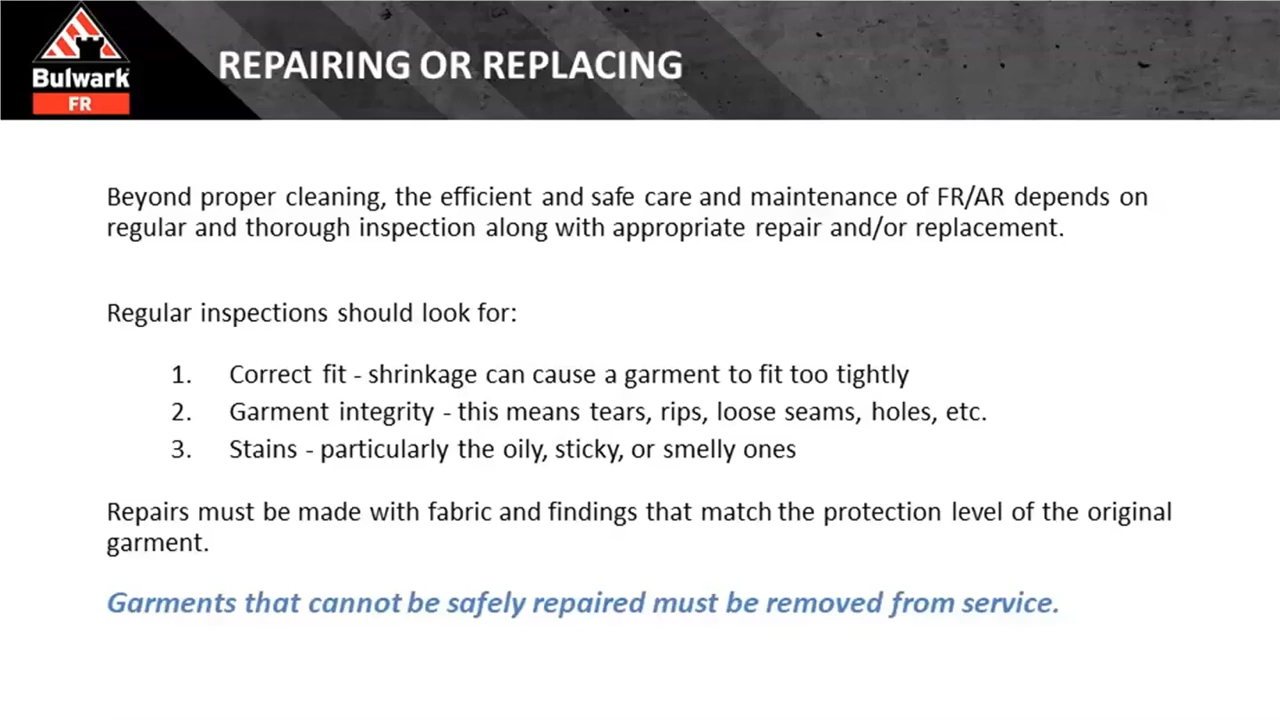 Bulwark
FR
REPAIRING OR REPLACING
Beyond proper cleaning, the efficient and safe care and maintenance of FR/AR depends on
regular and thorough inspection along with appropriate repair and/or replacement.
Regular inspections should look for:
1. Correct fit - shrinkage can cause a garment to fit too tightly
2. Garment integrity - this means tears, rips, loose seams, holes, etc.
3. Stains - particularly the oily, sticky, or smelly ones
Repairs must be made with fabric and findings that match the protection level of the original
garment.
Garments that cannot be safely repaired must be removed from service.